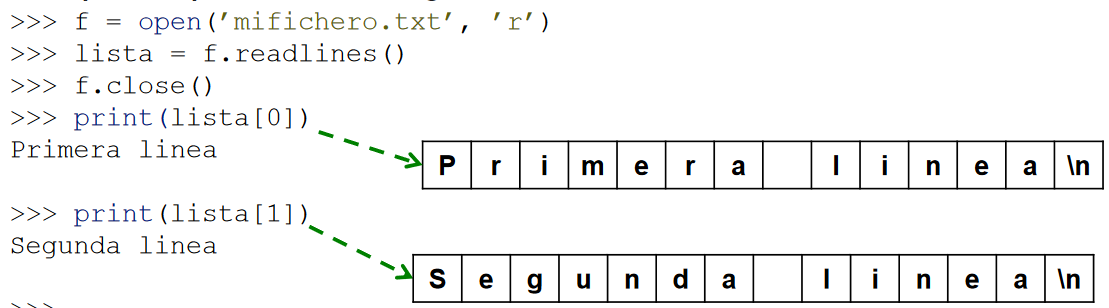 >>> f = open(’mifichero.txt’, ’r’)
>>> lista = f.readlines()
>>> f.close()
>>> print(lista[0])
Primera linea
P r i m e r a l i n e a \n
>>> print(lista[1])
Segunda linea
S e g u n d a l i n e a \n
>>>